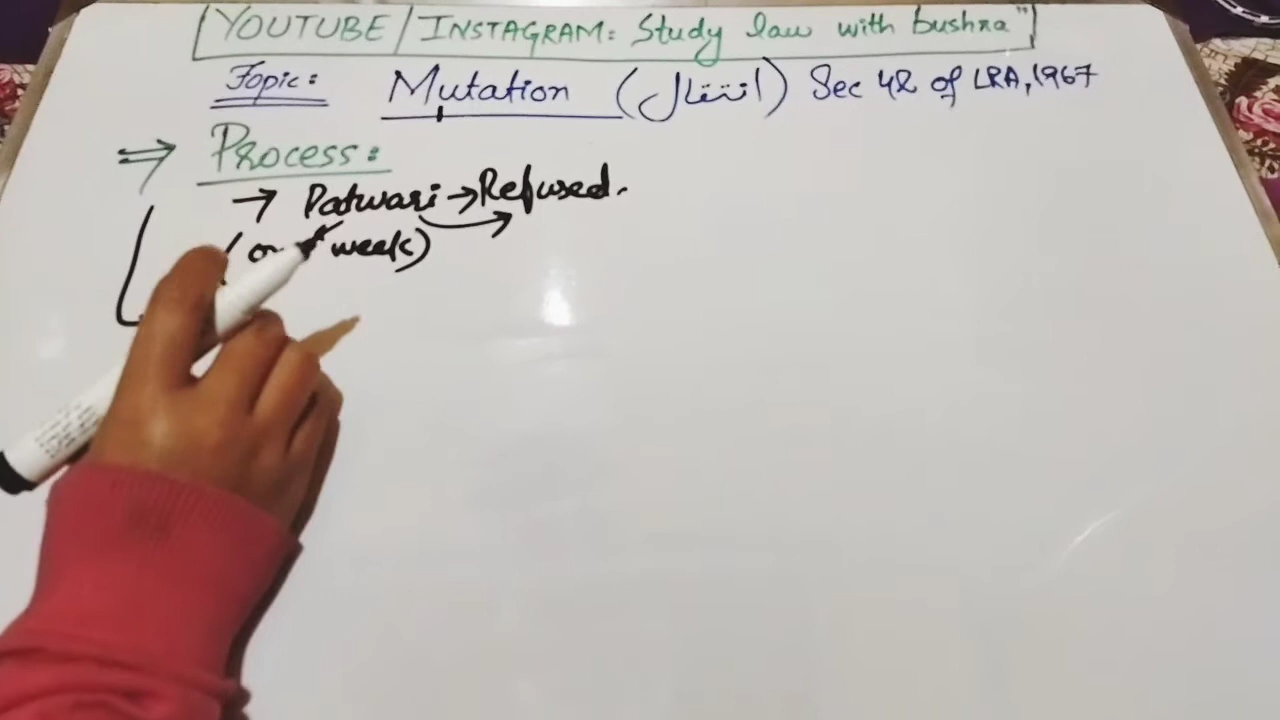 YOUTUBE / INSTAGRAM: Study law with bushra"
Topic: Mutation (انتقال) Sec 42 of LRA, 1967
⇒ Process:
→ Patwari → Refused.
week)